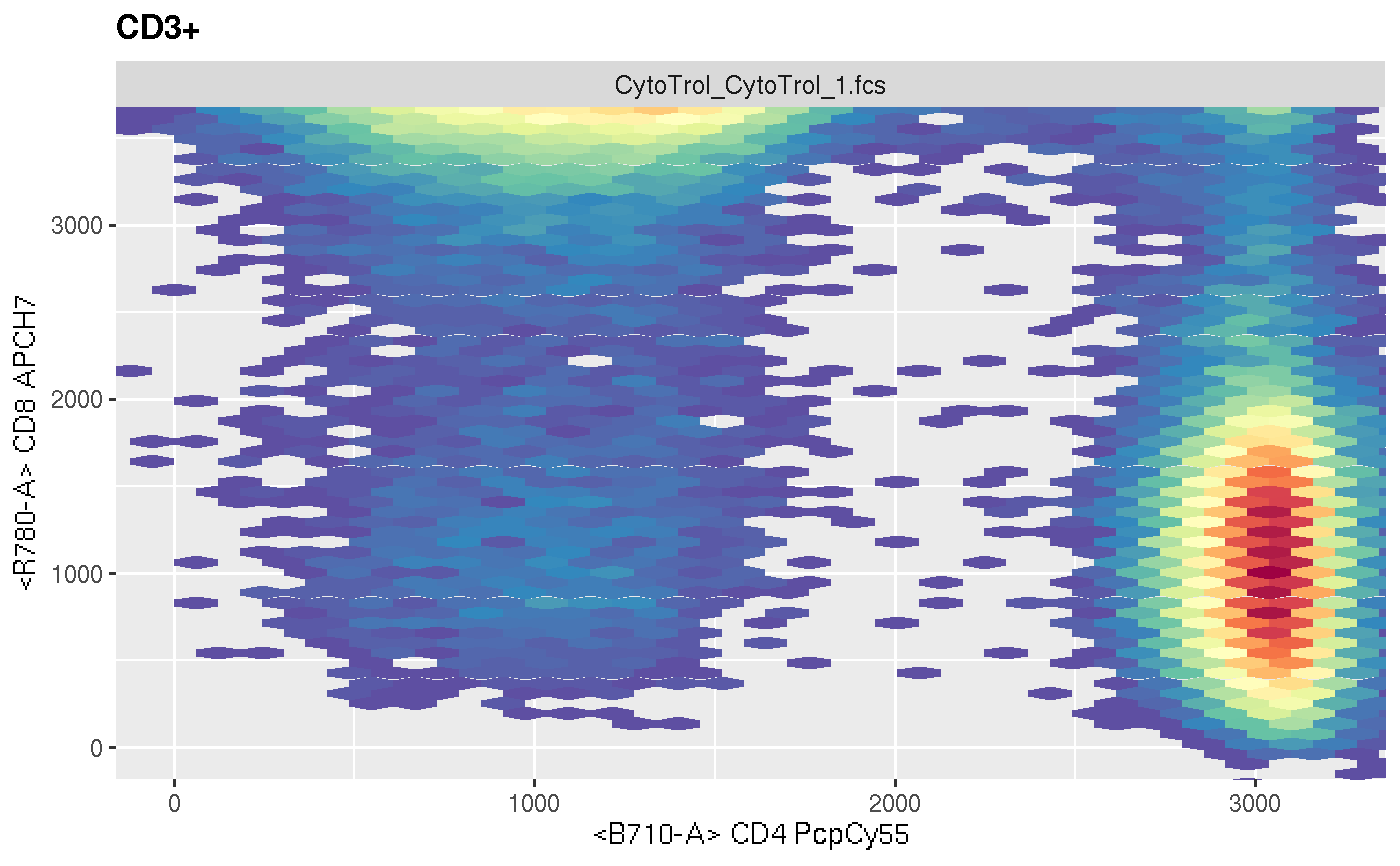 CD3+
CytoTrol_CytoTrol_1.fcs
3000
2000
1000
0
<R780-A> CD8 APCH7
0 1000 2000 3000
<B710-A> CD4 PcpCy55